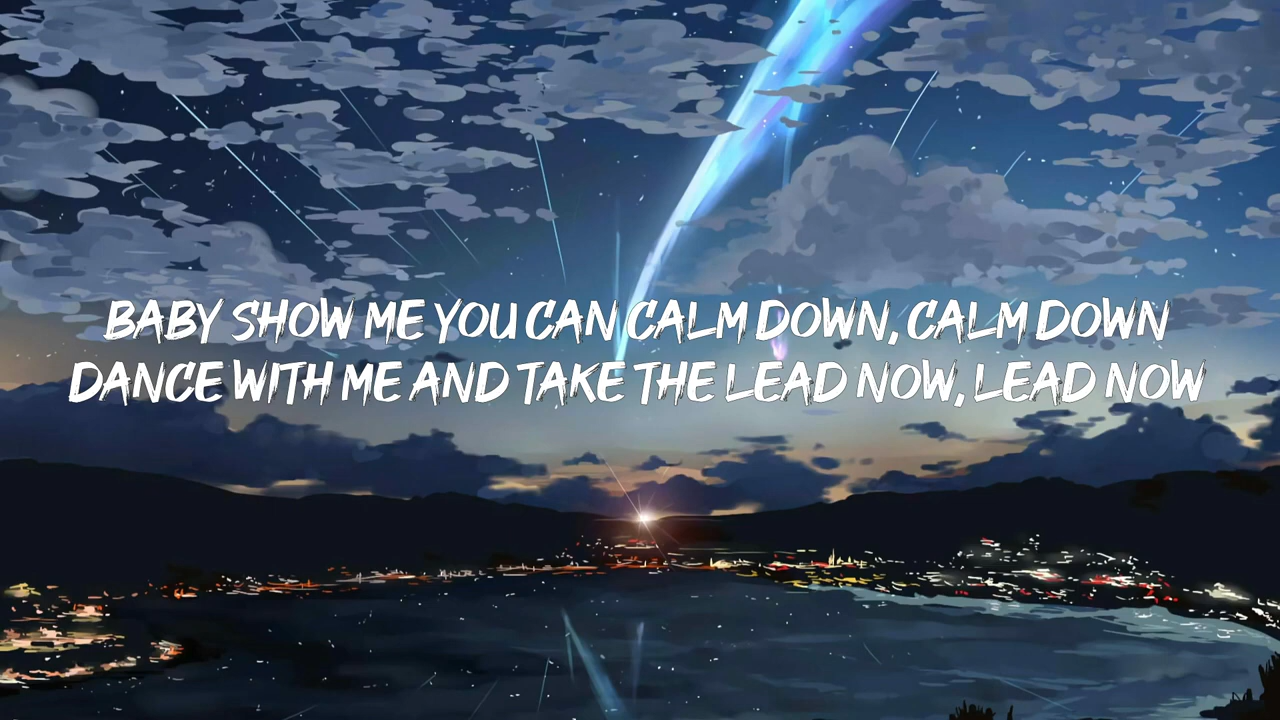 BABY SHOW ME YOU CAN CALM DOWN, CALM DOWN
DANCE WITH ME AND TAKE THE LEAD NOW, LEAD NOW